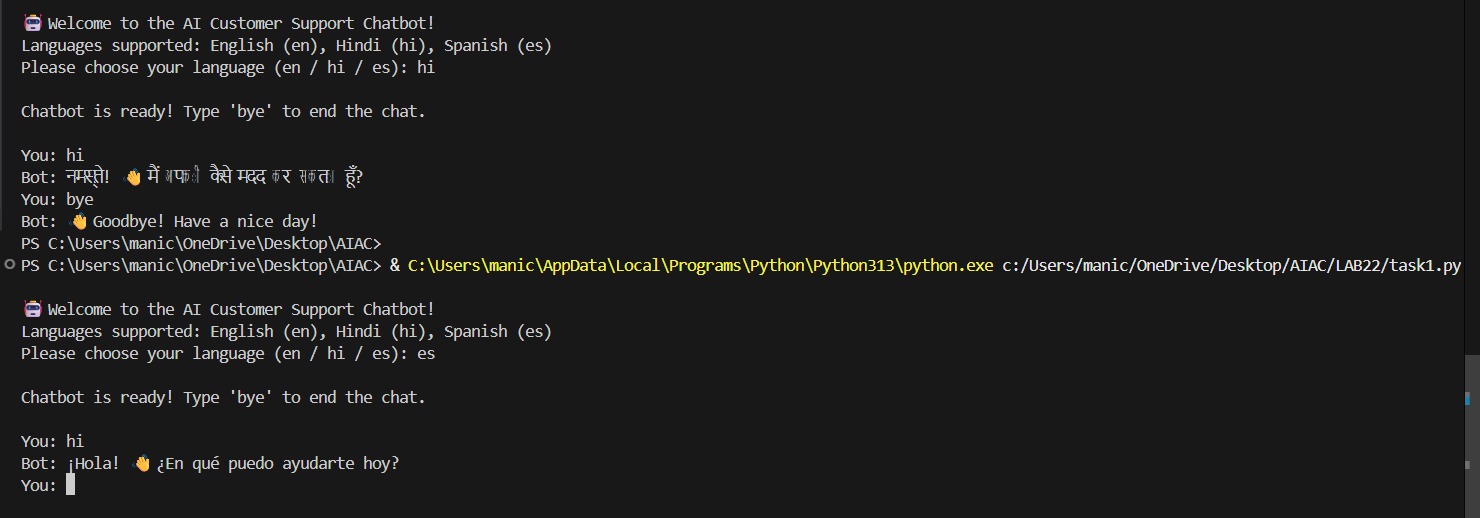 🤖 Welcome to the AI Customer Support Chatbot!
Languages supported: English (en), Hindi (hi), Spanish (es)
Please choose your language (en / hi / es): hi
Chatbot is ready! Type 'bye' to end the chat.
You: hi
Bot: नमस्ते! 👋 मैं आपकी कैसे मदद कर सकता हूँ?
You: bye
Bot: 👋 Goodbye! Have a nice day!
PS C:\Users\manic\OneDrive\Desktop\AIAC>
PS C:\Users\manic\OneDrive\Desktop\AIAC> & C:\Users\manic\AppData\Local\Programs\Python\Python313\python.exe c:/Users/manic/OneDrive/Desktop/AIAC/LAB22/task1.py
🤖 Welcome to the AI Customer Support Chatbot!
Languages supported: English (en), Hindi (hi), Spanish (es)
Please choose your language (en / hi / es): es
Chatbot is ready! Type 'bye' to end the chat.
You: hi
Bot: ¡Hola! 👋 ¿En qué puedo ayudarte hoy?
You: